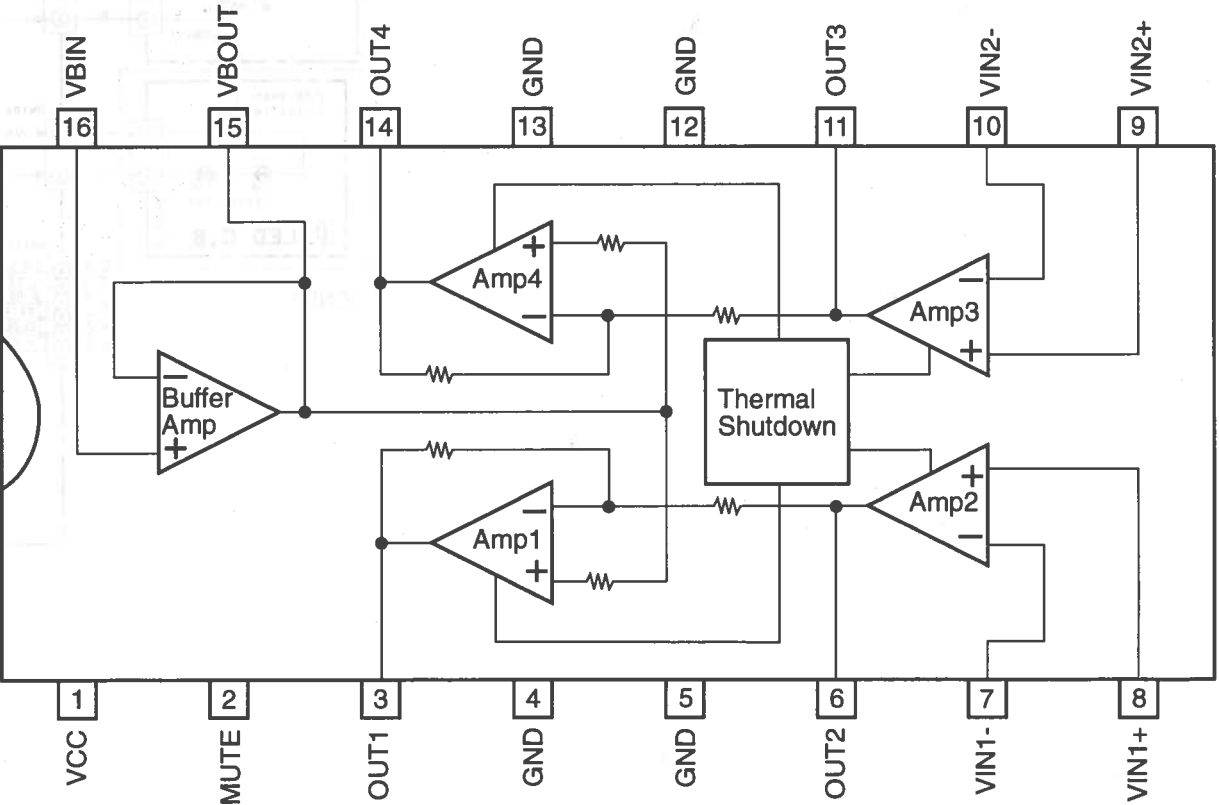 VBIN
VBOUT
OUT4
GND
GND
OUT3
VIN2-
VIN2+
16
15
14
13
12
11
10
9
+
Amp4
−
−
Amp3
+
−
Buffer
Amp
+
Thermal
Shutdown
−
Amp1
+
+
Amp2
−
1
2
3
4
5
6
7
8
VCC
MUTE
OUT1
GND
GND
OUT2
VIN1-
VIN1+
LED C.B